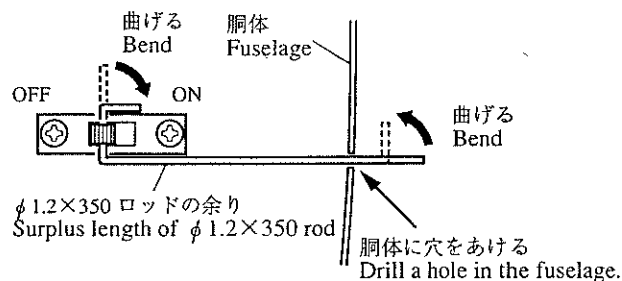 曲げる
Bend
胴体
Fuselage
OFF
ON
曲げる
Bend
φ1.2×350 ロッドの余り
Surplus length of φ1.2×350 rod
胴体に穴をあける
Drill a hole in the fuselage.